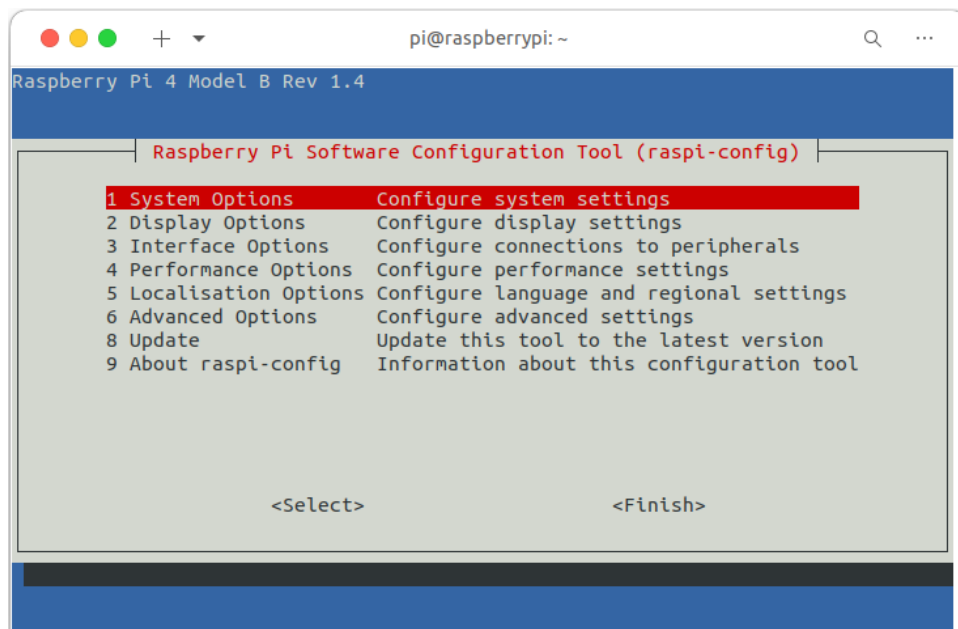 pi@raspberrypi: ~
Raspberry Pi 4 Model B Rev 1.4
Raspberry Pi Software Configuration Tool (raspi-config)
1 System Options Configure system settings
2 Display Options Configure display settings
3 Interface Options Configure connections to peripherals
4 Performance Options Configure performance settings
5 Localisation Options Configure language and regional settings
6 Advanced Options Configure advanced settings
8 Update Update this tool to the latest version
9 About raspi-config Information about this configuration tool
<Select> <Finish>